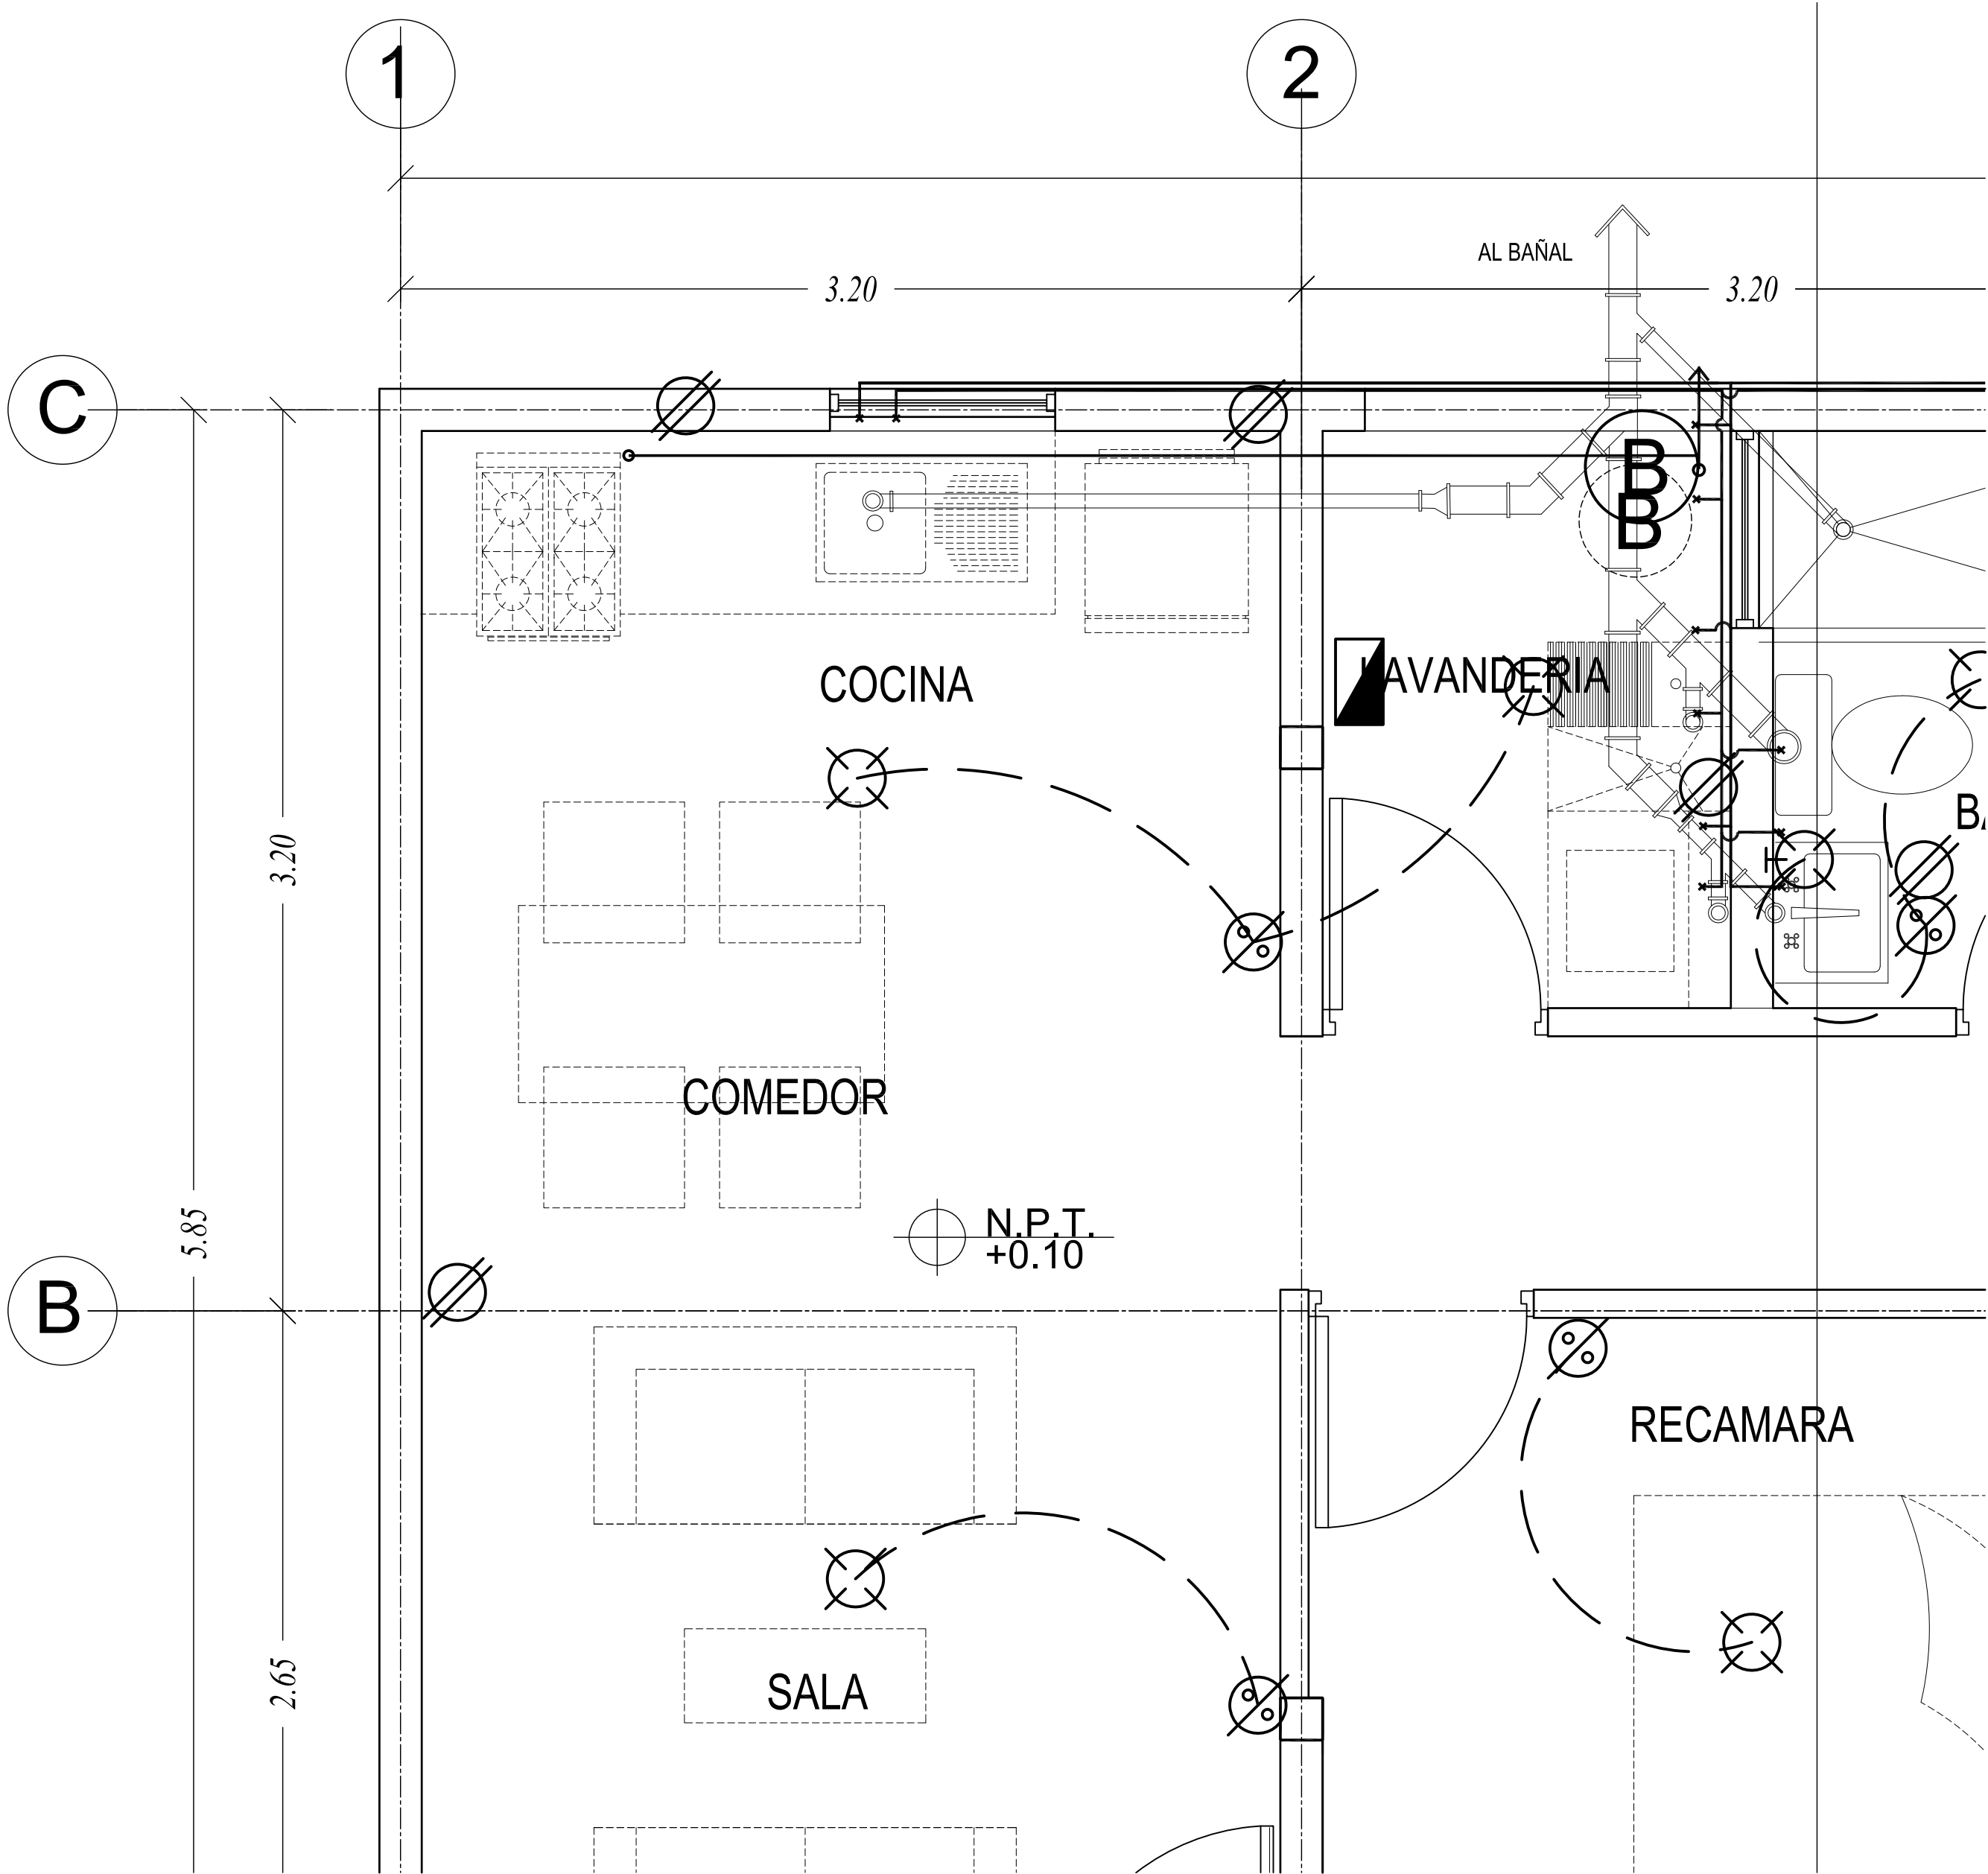 1
2
AL BAÑAL
3.20
3.20
C
B
B
COCINA
LAVANDERIA
3.20
COMEDOR
N.P.T.
+0.10
5.85
B
RECAMARA
2.65
SALA